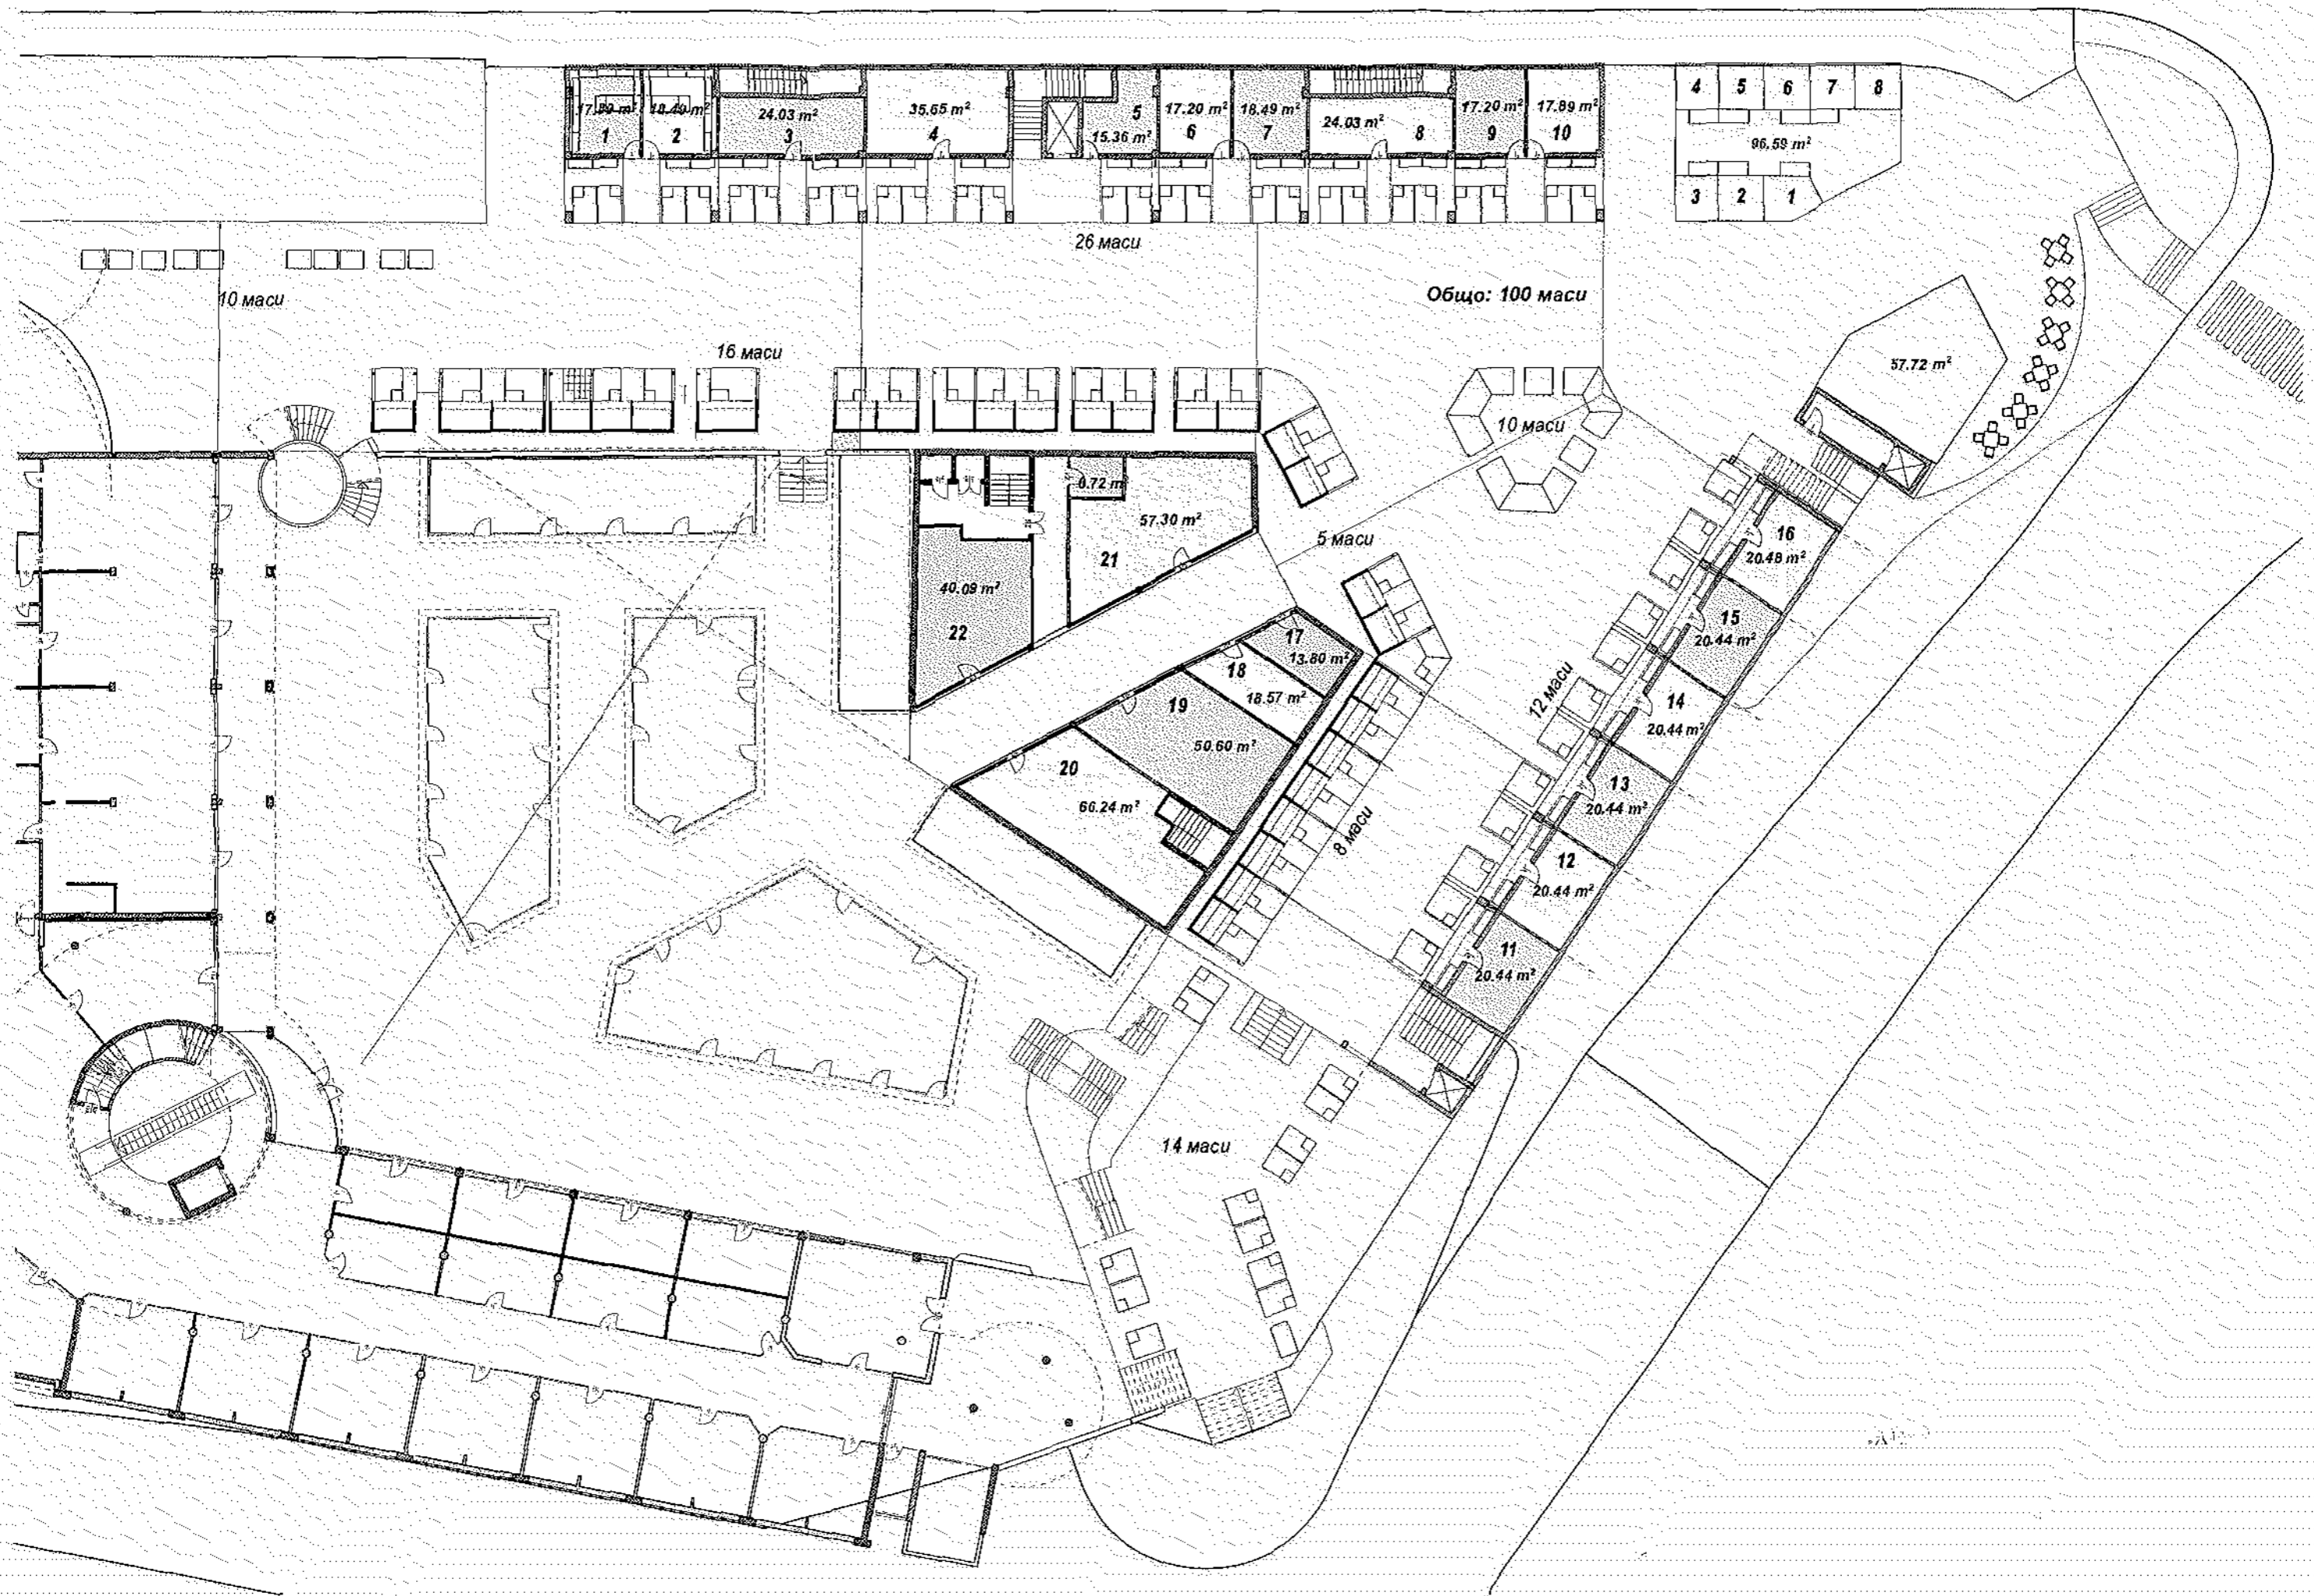 17.89 m²
1
18.49 m²
2
24.03 m²
3
35.65 m²
4
5
15.36 m²
17.20 m²
6
18.49 m²
7
24.03 m²
8
17.20 m²
9
17.89 m²
10
4 5 6 7 8
96,59 m²
3 2 1
26 маси
10 маси
Общо: 100 маси
16 маси
57.72 m²
10 маси
6.72 m²
57.30 m²
21
5 маси
40.09 m²
22
16
20.48 m²
15
20.44 m²
14
20.44 m²
13
20.44 m²
12
20.44 m²
11
20.44 m²
12 маси
17
13.80 m²
18
18.57 m²
19
50.60 m²
20
66.24 m²
8 маси
14 маси